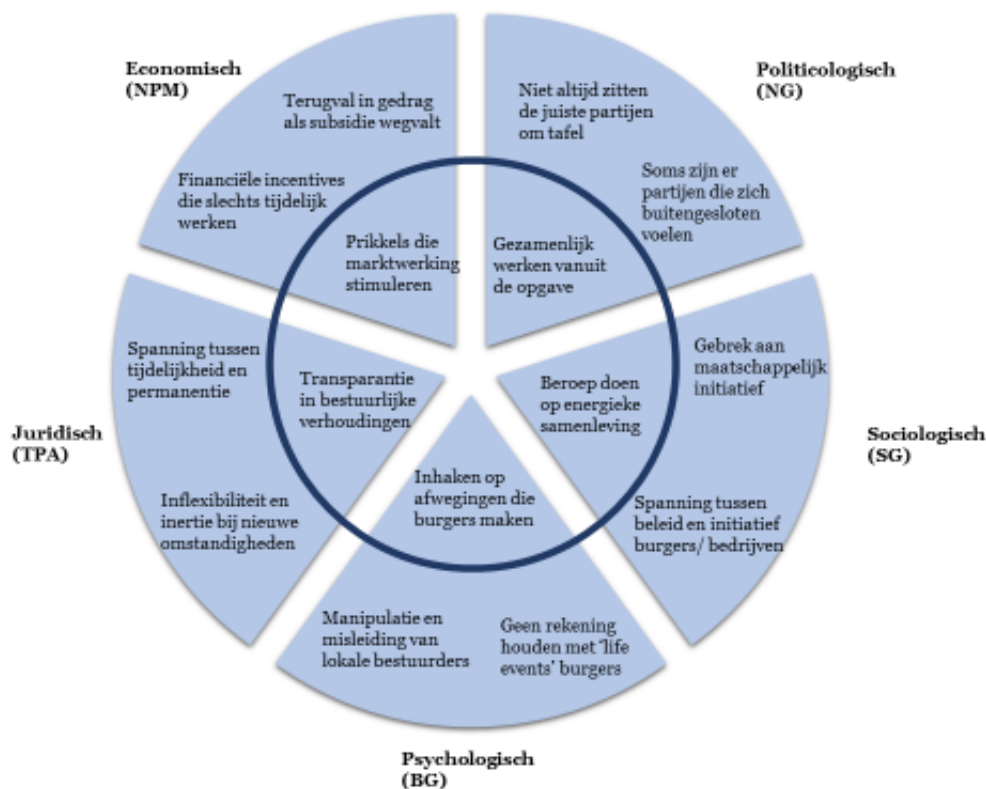 Economisch
(NPM)
Terugval in gedrag
als subsidie wegvalt
Financiële incentives
die slechts tijdelijk
werken
Prikkels die
marktwerking
stimuleren
Politicologisch
(NG)
Niet altijd zitten
de juiste partijen
om tafel
Soms zijn er
partijen die zich
buitengesloten
voelen
Gezamenlijk
werken vanuit
de opgave
Gebrek aan
maatschappelijk
initiatief
Beroep doen
op energieke
samenleving
Sociologisch
(SG)
Spanning tussen
beleid en initiatief
burgers/ bedrijven
Spanning tussen
tijdelijkheid en
permanentie
Transparantie
in bestuurlijke
verhoudingen
Juridisch
(TPA)
Inflexibiliteit en
inertie bij nieuwe
omstandigheden
Inhaken op
afwegingen die
burgers maken
Manipulatie en
misleiding van
lokale bestuurders
Geen rekening
houden met ‘life
events’ burgers
Psychologisch
(BG)